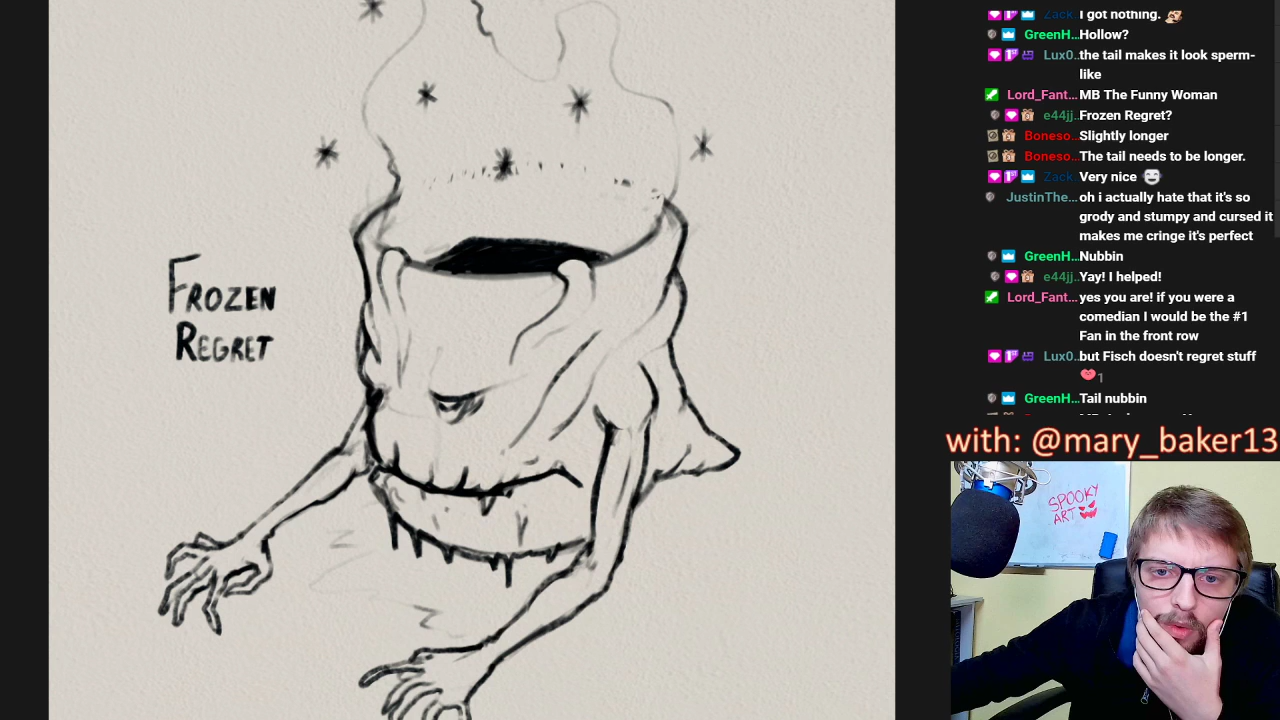 FROZEN
REGRET
Zack. I got nothing.
GreenH... Hollow?
Lux0.. the tail makes it look sperm-
like
Lord_Fant... MB The Funny Woman
e44jj.. Frozen Regret?
Boneso... Slightly longer
Boneso... The tail needs to be longer.
Zack. Very nice
JustinThe... oh i actually hate that it's so
grody and stumpy and cursed it
makes me cringe it's perfect
GreenH... Nubbin
e44jj.. Yay! I helped!
Lord_Fant... yes you are! if you were a
comedian I would be the #1
Fan in the front row
Lux0.. but Fisch doesn't regret stuff
1
GreenH... Tail nubbin
with: @mary_baker13
SPOOKY
ART